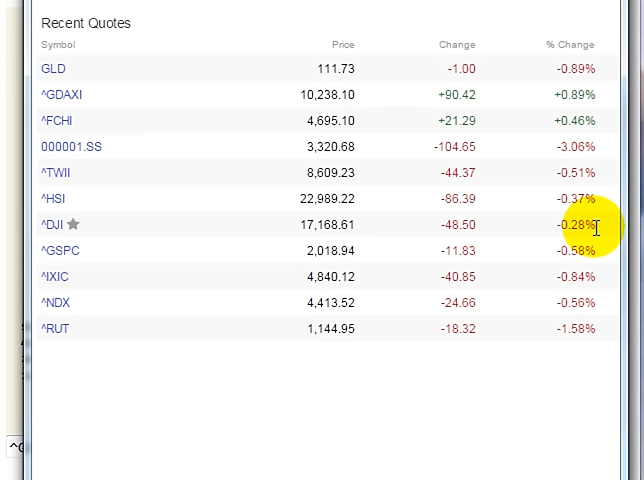 Recent Quotes
Symbol Price Change % Change
GLD 111.73 -1.00 -0.89%
^GDAXI 10,238.10 +90.42 +0.89%
^FCHI 4,695.10 +21.29 +0.46%
000001.SS 3,320.68 -104.65 -3.06%
^TWII 8,609.23 -44.37 -0.51%
^HSI 22,989.22 -86.39 -0.37%
^DJI 17,168.61 -48.50 -0.28%
^GSPC 2,018.94 -11.83 -0.58%
^IXIC 4,840.12 -40.85 -0.84%
^NDX 4,413.52 -24.66 -0.56%
^RUT 1,144.95 -18.32 -1.58%